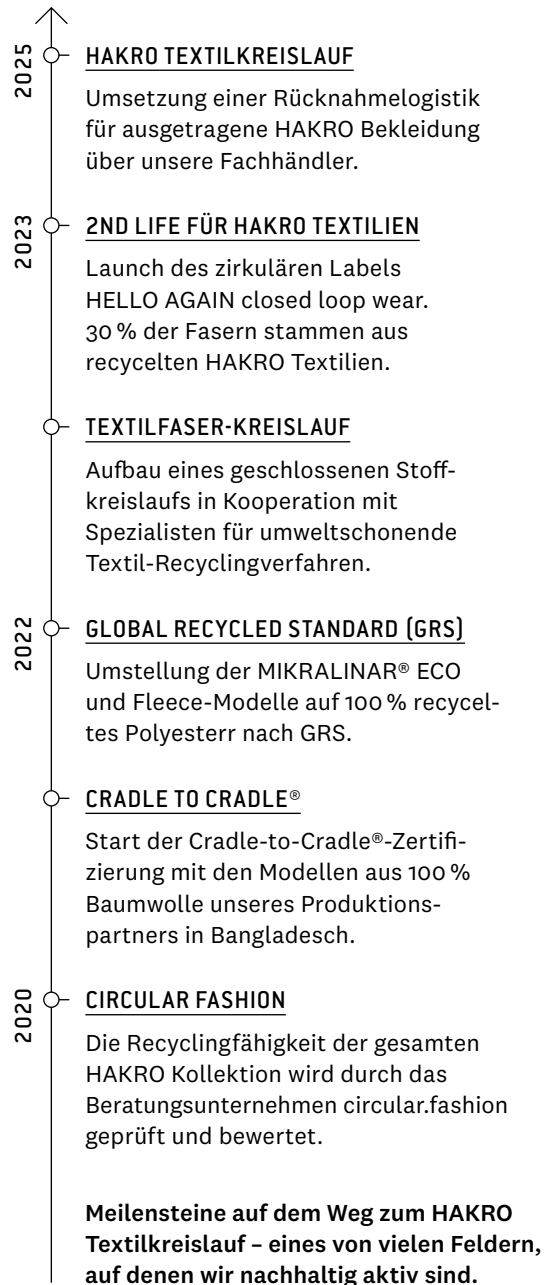 2025
HAKRO TEXTILKREISLAUF
Umsetzung einer Rücknahmelogistik
für ausgetragene HAKRO Bekleidung
über unsere Fachhändler.
2023
2ND LIFE FÜR HAKRO TEXTILIEN
Launch des zirkulären Labels
HELLO AGAIN closed loop wear.
30 % der Fasern stammen aus
recycelten HAKRO Textilien.
TEXTILFASER-KREISLAUF
Aufbau eines geschlossenen Stoff-
kreislaufs in Kooperation mit
Spezialisten für umweltschonende
Textil-Recyclingverfahren.
2022
GLOBAL RECYCLED STANDARD (GRS)
Umstellung der MIKRALINAR® ECO
und Fleece-Modelle auf 100 % recycel-
tes Polyesterr nach GRS.
CRADLE TO CRADLE®
Start der Cradle-to-Cradle®-Zertifi-
zierung mit den Modellen aus 100 %
Baumwolle unseres Produktions-
partners in Bangladesch.
2020
CIRCULAR FASHION
Die Recyclingfähigkeit der gesamten
HAKRO Kollektion wird durch das
Beratungsunternehmen circular.fashion
geprüft und bewertet.
Meilensteine auf dem Weg zum HAKRO
Textilkreislauf – eines von vielen Feldern,
auf denen wir nachhaltig aktiv sind.